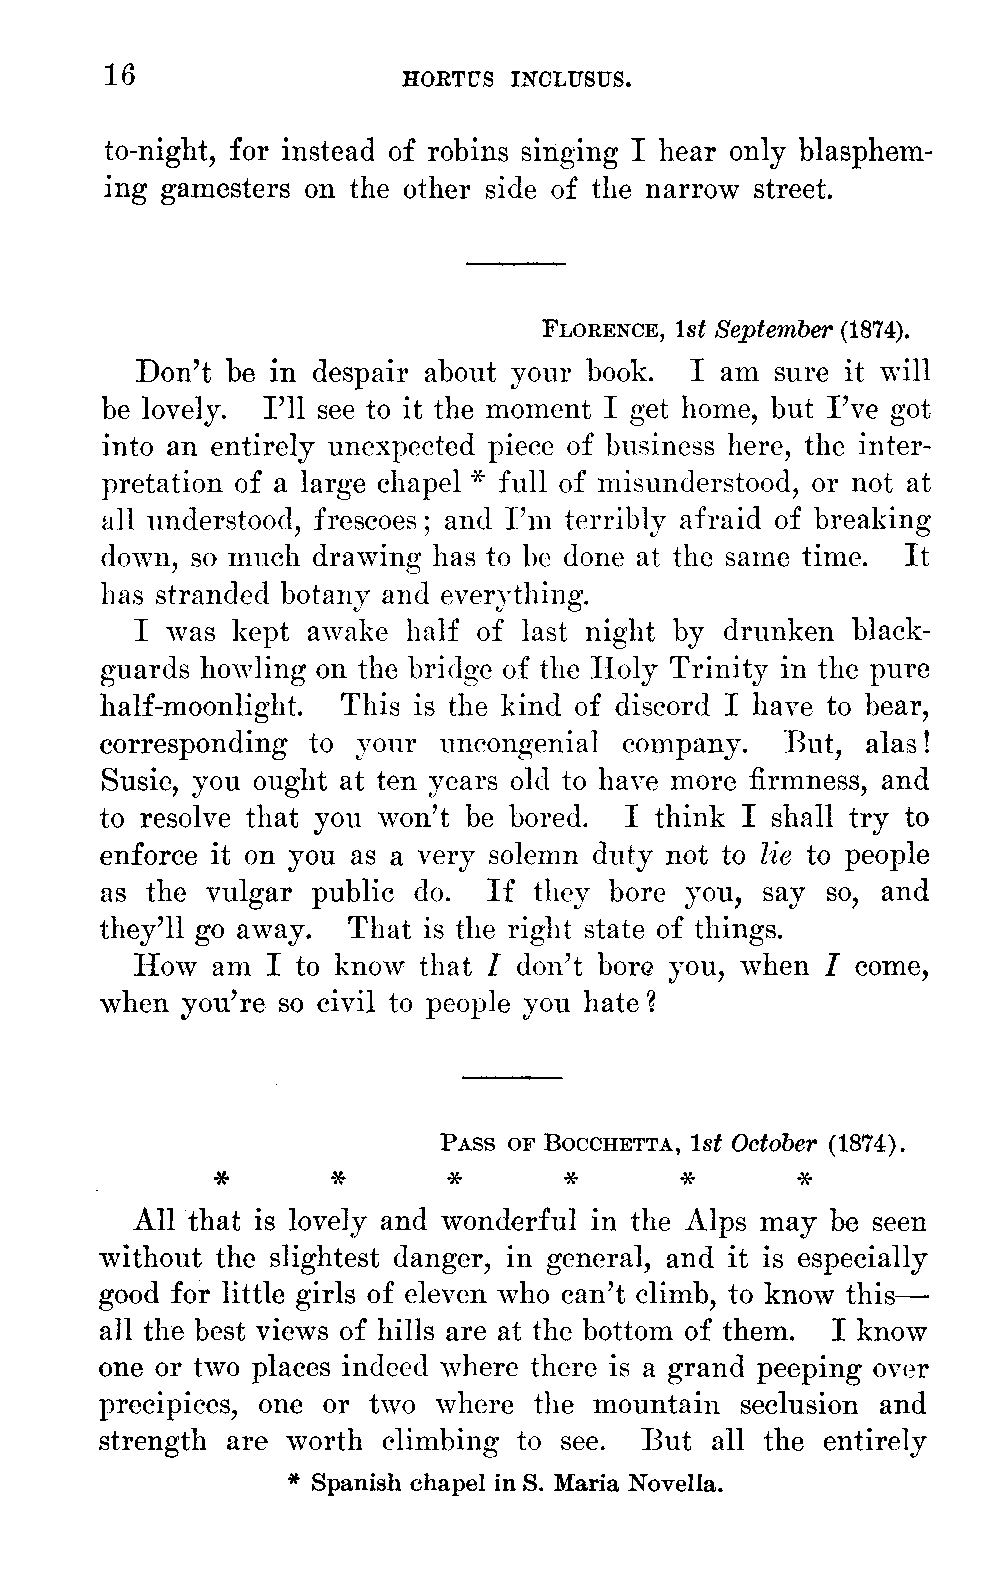 16 HORTUS INCLUSUS.
to-night, for instead of robins singing I hear only blasphem-
ing gamesters on the other side of the narrow street.
FLORENCE, 1st September (1874).
Don't be in despair about your book. I am sure it will
be lovely. I'll see to it the moment I get home, but I've got
into an entirely unexpected piece of business here, the inter-
pretation of a large chapel * full of misunderstood, or not at
all understood, frescoes; and I'm terribly afraid of breaking
down, so much drawing has to be done at the same time. It
has stranded botany and everything.
I was kept awake half of last night by drunken black-
guards howling on the bridge of the Holy Trinity in the pure
half-moonlight. This is the kind of discord I have to bear,
corresponding to your uncongenial company. But, alas!
Susie, you ought at ten years old to have more firmness, and
to resolve that you won't be bored. I think I shall try to
enforce it on you as a very solemn duty not to lie to people
as the vulgar public do. If they bore you, say so, and
they'll go away. That is the right state of things.
How am I to know that I don't bore you, when I come,
when you're so civil to people you hate?
PASS OF BOCCHETTA, 1st October (1874).
* * * * * *
All that is lovely and wonderful in the Alps may be seen
without the slightest danger, in general, and it is especially
good for little girls of eleven who can't climb, to know this—
all the best views of hills are at the bottom of them. I know
one or two places indeed where there is a grand peeping over
precipices, one or two where the mountain seclusion and
strength are worth climbing to see. But all the entirely
* Spanish chapel in S. Maria Novella.